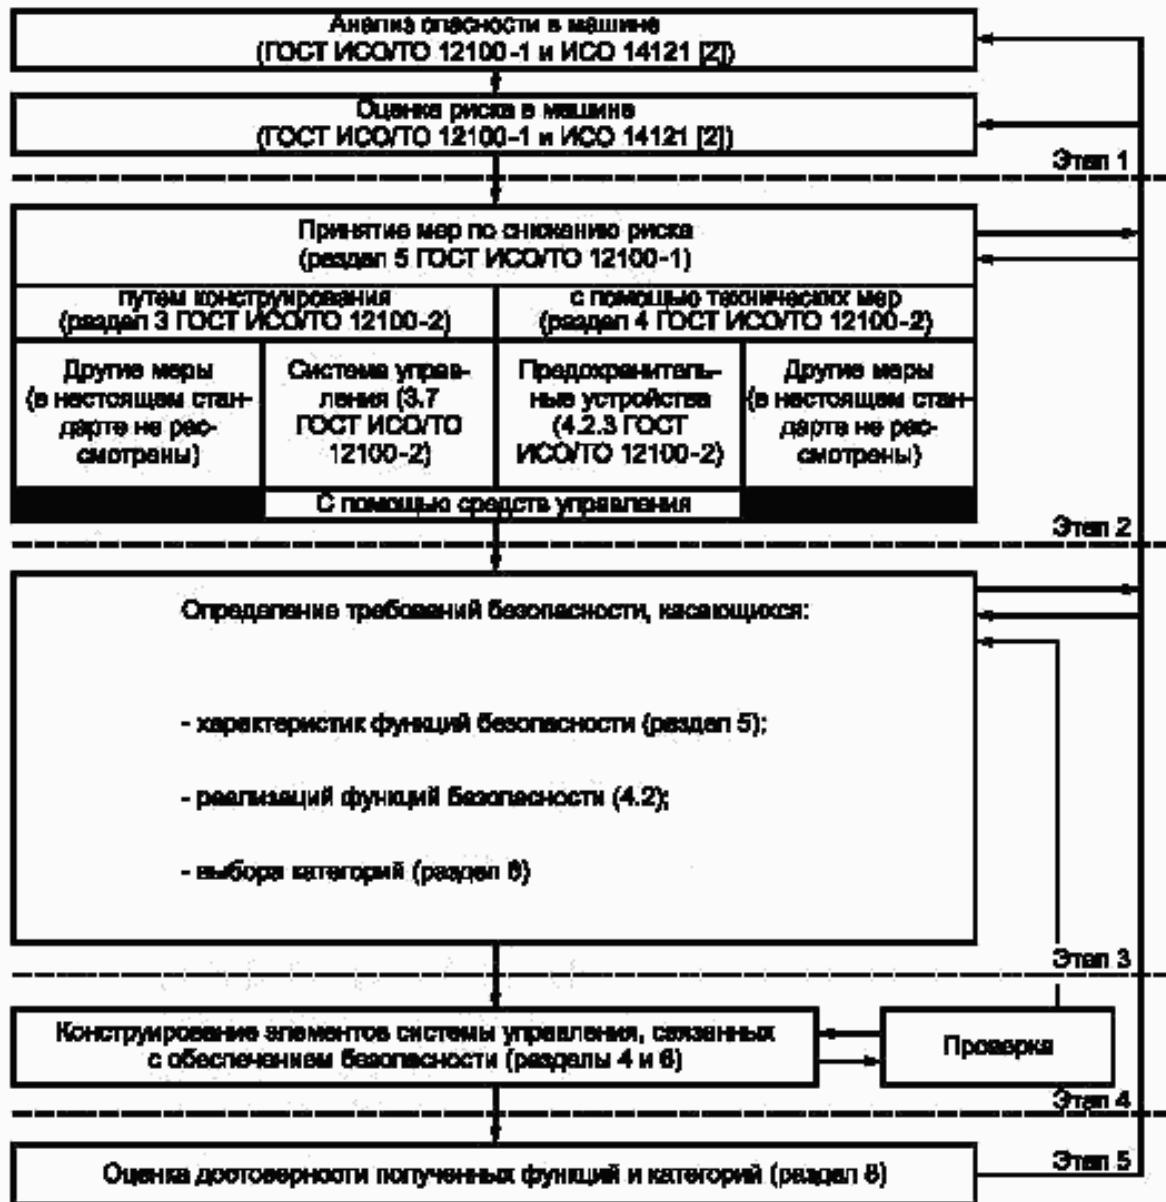 Анализ опасности в машине
(ГОСТ ИСО/ТО 12100-1 и ИСО 14121 [2])
Оценка риска в машине
(ГОСТ ИСО/ТО 12100-1 и ИСО 14121 [2])
Этап 1
Принятие мер по снижению риска
(раздел 5 ГОСТ ИСО/ТО 12100-1)
путем конструирования
(раздел 3 ГОСТ ИСО/ТО 12100-2)
с помощью технических мер
(раздел 4 ГОСТ ИСО/ТО 12100-2)
Другие меры
(в настоящем стан-
дарте не рас-
смотрены)
Система управ-
ления (3.7
ГОСТ ИСО/ТО
12100-2)
Предохранитель-
ные устройства
(4.2.3 ГОСТ
ИСО/ТО 12100-2)
Другие меры
(в настоящем стан-
дарте не рас-
смотрены)
С помощью средств управления
Этап 2
Определение требований безопасности, касающихся:
- характеристик функций безопасности (раздел 5);
- реализаций функций безопасности (4.2);
- выбора категорий (раздел 6)
Этап 3
Конструирование элементов системы управления, связанных
с обеспечением безопасности (разделы 4 и 6)
Проверка
Этап 4
Оценка достоверности полученных функций и категорий (раздел 8)
Этап 5